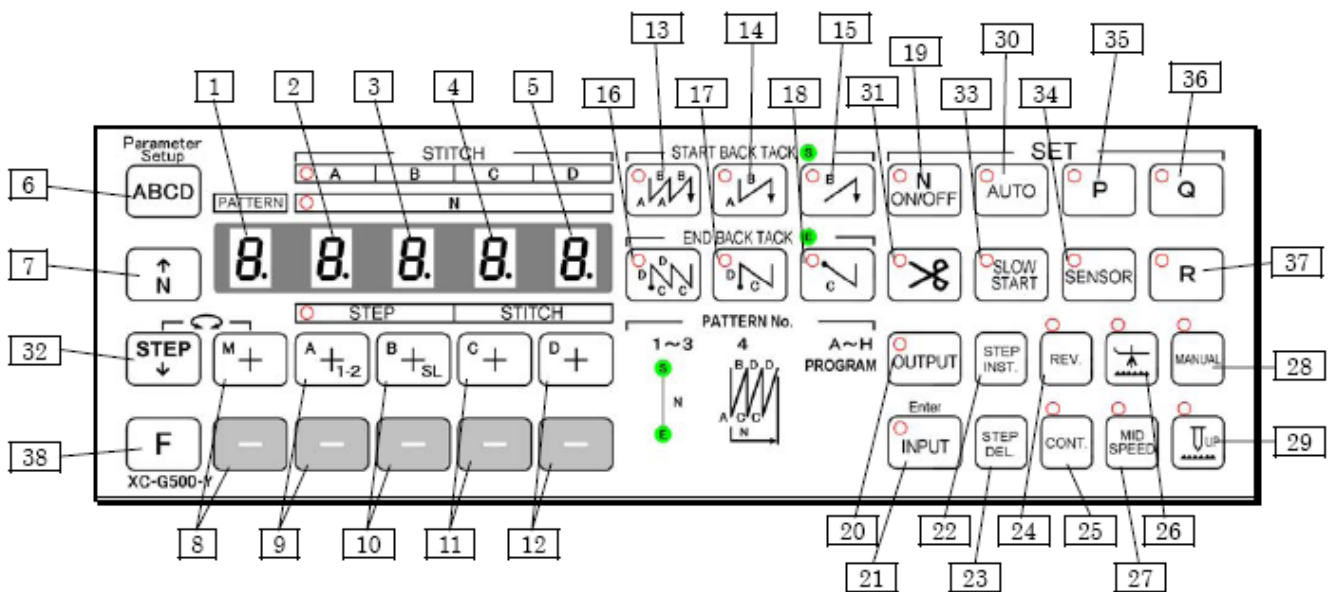 13 14 15 19 30 35
1 2 3 4 5 16 17 18 31 33 34 36
Parameter
Setup
STITCH
START BACK TACK S
SET
6 ABCD
A B C D
A B A B
A B
B
N
ON/OFF
AUTO
P
Q
PATTERN
N
8. 8. 8. 8. 8.
END BACK TACK E
7 ↑
N
D C D C
D C
C
SLOW
START
SENSOR
R
37
STEP STITCH
PATTERN No.
1~3 4 A~H
PROGRAM
32 STEP
↓
M +
A +1-2
B +SL
C +
D +
S
N
E
B D D
A C C
N
OUTPUT
STEP
INST.
REV.
MANUAL
28
Enter
38 F
− − − − −
INPUT
STEP
DEL.
CONT.
MID
SPEED
UP
29
XC-G500-Y
8 9 10 11 12
20 22 24 25 26
21 23 27